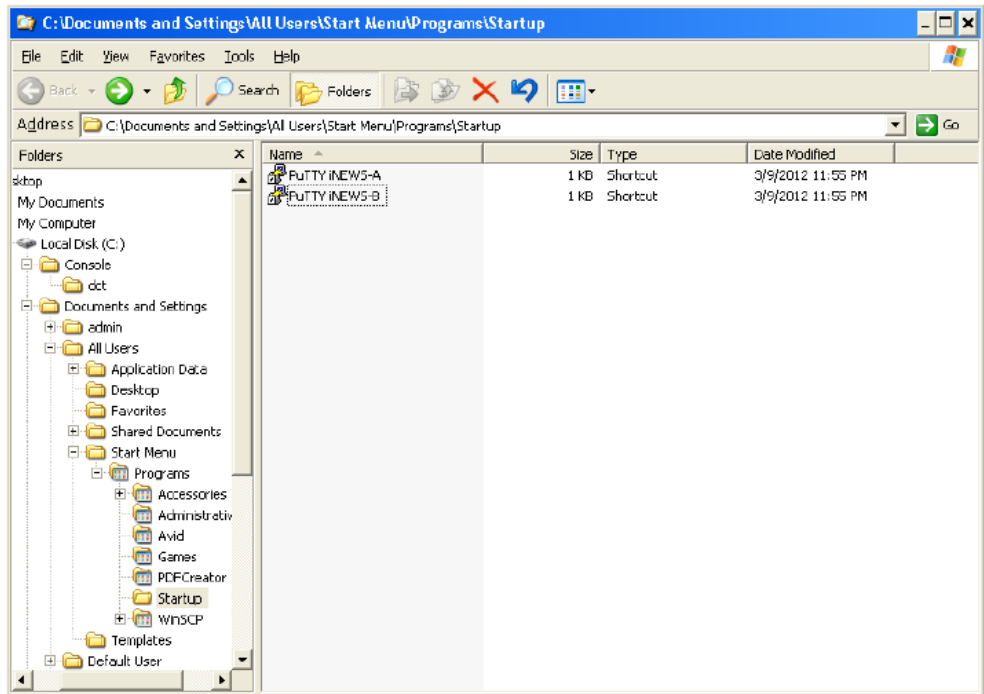 C:\Documents and Settings\All Users\Start Menu\Programs\Startup
File Edit View Favorites Tools Help
Back Search Folders
Address C:\Documents and Settings\All Users\Start Menu\Programs\Startup Go
Folders x Name Size Type Date Modified
sktop
PuTTY iNEWS-A 1 KB Shortcut 3/9/2012 11:55 PM
My Documents
PuTTY iNEWS-B 1 KB Shortcut 3/9/2012 11:55 PM
My Computer
Local Disk (C:)
Console
dct
Documents and Settings
admin
All Users
Application Data
Desktop
Favorites
Shared Documents
Start Menu
Programs
Accessories
Administrativ
Avid
Games
PDFCreator
Startup
WinSCP
Templates
Default User